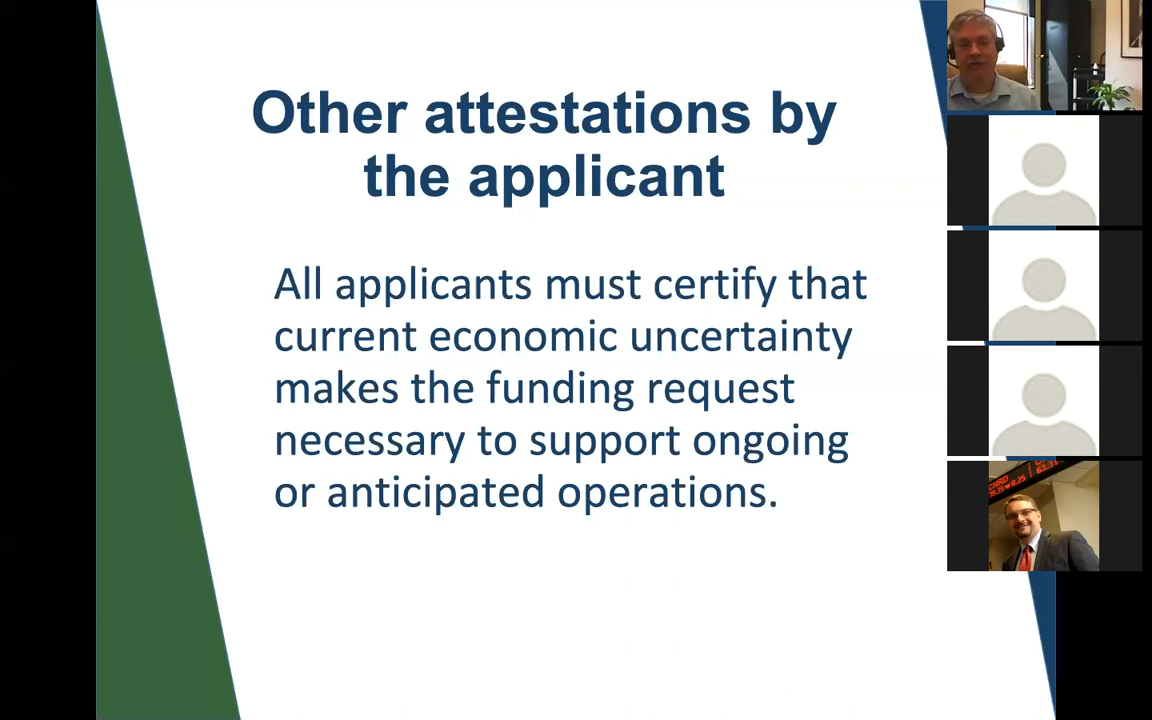 Other attestations by
the applicant
All applicants must certify that
current economic uncertainty
makes the funding request
necessary to support ongoing
or anticipated operations.